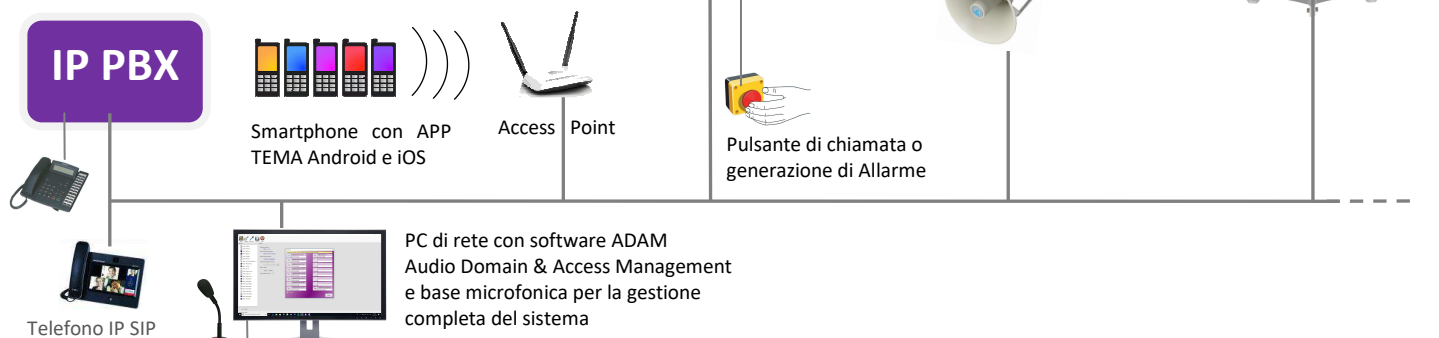 IP PBX
Smartphone con APP
TEMA Android e iOS
Access Point
Pulsante di chiamata o
generazione di Allarme
PC di rete con software ADAM
Audio Domain & Access Management
e base microfonica per la gestione
completa del sistema
Telefono IP SIP